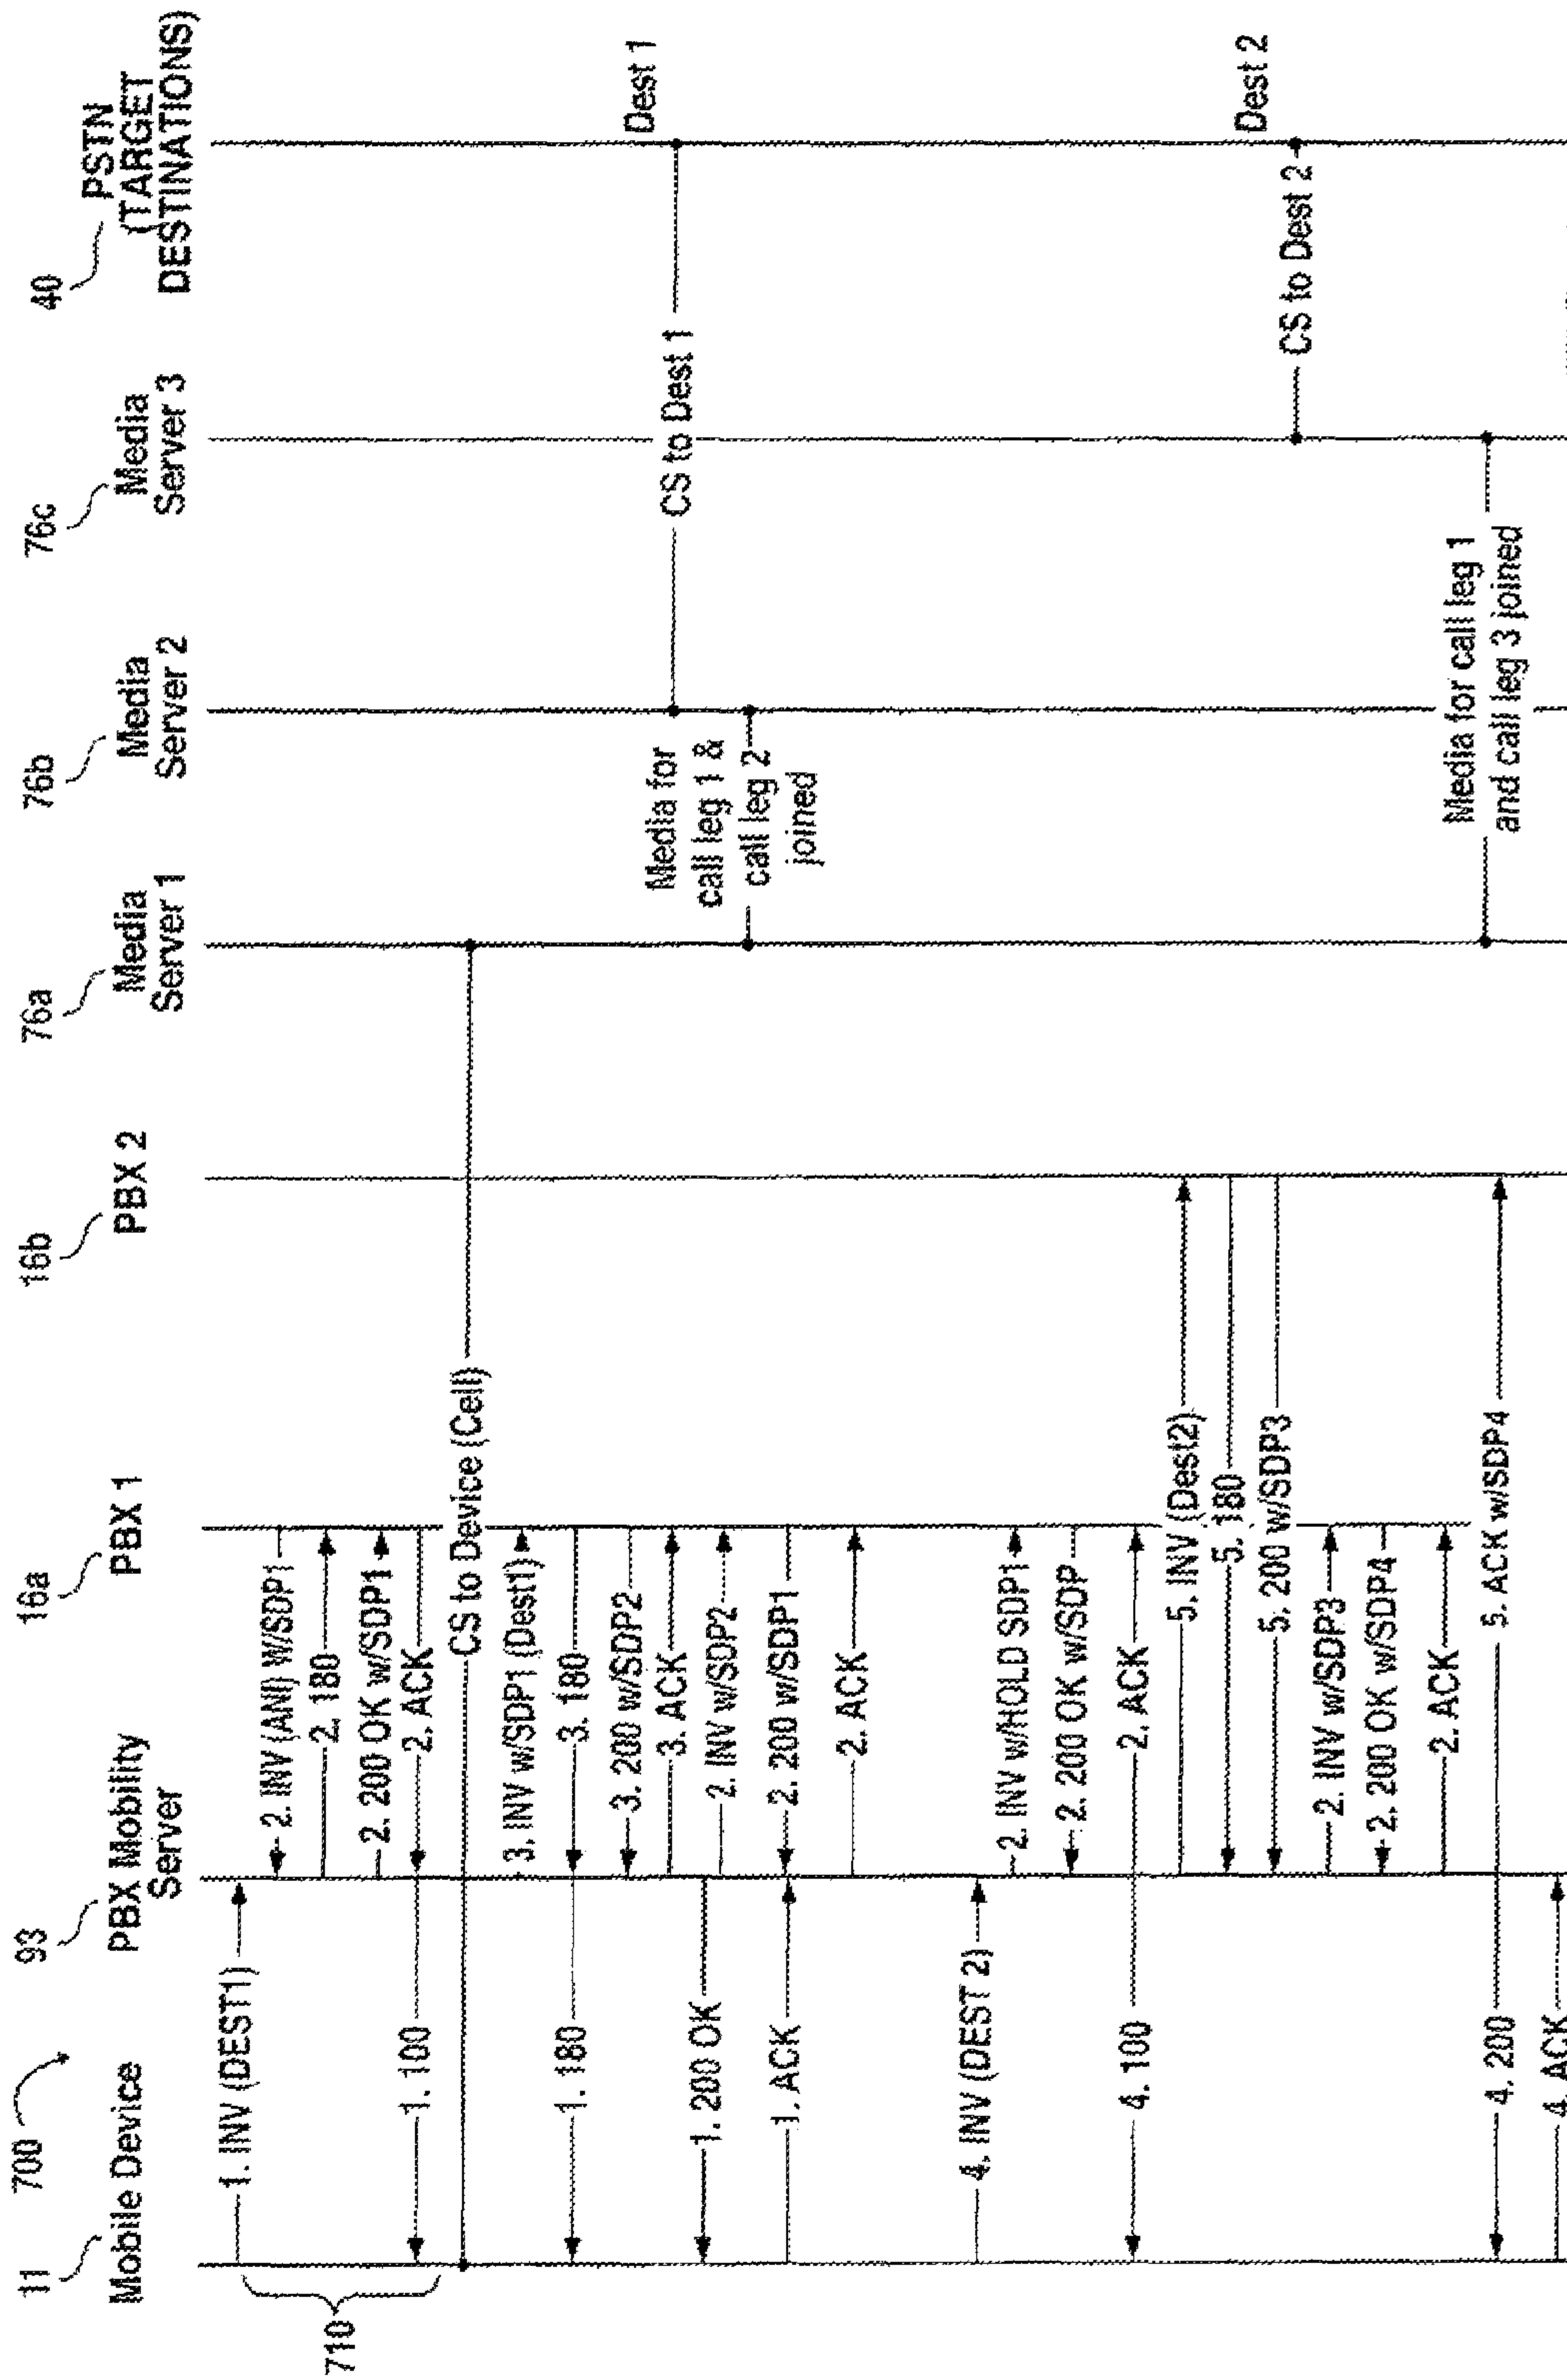 700
11
Mobile Device
93
PBX Mobility
Server
16a
PBX 1
16b
PBX 2
76a
Media
Server 1
76b
Media
Server 2
76c
Media
Server 3
40
PSTN
(TARGET
DESTINATIONS)
710
1. INV (DEST1)
2. INV (ANI) W/SDP1
2. 180
2. 200 OK w/SDP1
1. 100
2. ACK
CS to Device (Cell)
3. INV w/SDP1 (Dest1)
1. 180
3. 180
3. 200 w/SDP2
Dest 1
CS to Dest 1
3. ACK
1. 200 OK
2. INV w/SDP2
Media for
call leg 1 &
call leg 2
joined
1. ACK
2. 200 w/SDP1
2. ACK
4. INV (DEST 2)
2. INV w/HOLD SDP1
2. 200 OK w/SDP
4. 100
2. ACK
5. INV (Dest2)
5. 180
5. 200 w/SDP3
Dest 2
CS to Dest 2
2. INV w/SDP3
2. 200 OK w/SDP4
2. ACK
Media for call leg 1
and call leg 3 joined
4. 200
5. ACK w/SDP4
4. ACK